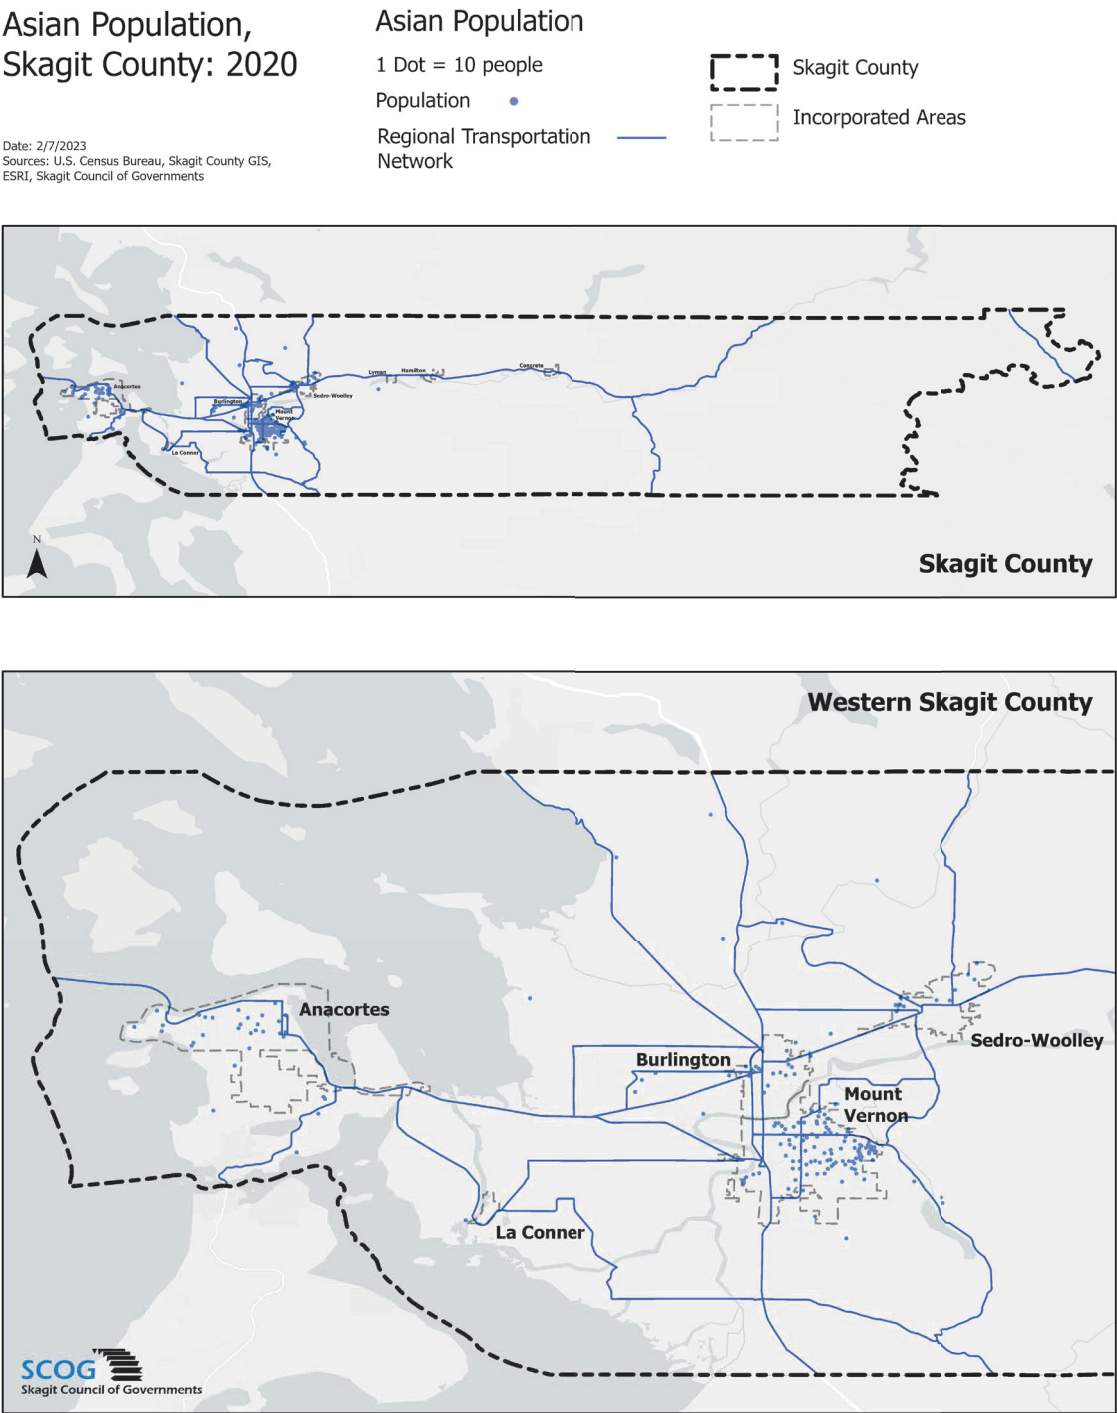 Asian Population,
Skagit County: 2020
Date: 2/7/2023
Sources: U.S. Census Bureau, Skagit County GIS,
ESRI, Skagit Council of Governments
Asian Population
1 Dot = 10 people
Population
Regional Transportation
Network
Skagit County
Incorporated Areas
Anacortes
Burlington
Mount
Vernon
La Conner
Sedro-Woolley
Lyman
Hamilton
Concrete
N
Skagit County
Western Skagit County
Anacortes
Burlington
Sedro-Woolley
Mount
Vernon
La Conner
SCOG
Skagit Council of Governments